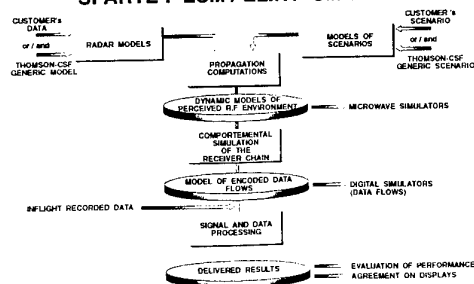 CUSTOMER's
DATA
or / and
THOMSON-CSF
GENERIC MODEL
RADAR MODELS
MODELS OF
SCENARIOS
CUSTOMER'S
SCENARIO
or / and
THOMSON-CSF
GENERIC SCENARIO
PROPAGATION
COMPUTATIONS
DYNAMIC MODELS OF
PERCEIVED R.F ENVIRONMENT
MICROWAVE SIMULATORS
COMPORTEMENTAL
SIMULATION
OF THE
RECEIVER CHAIN
MODEL OF ENCODED DATA
FLOWS
DIGITAL SIMULATORS
(DATA FLOWS)
INFLIGHT RECORDED DATA
SIGNAL AND DATA
PROCESSING
DELIVERED RESULTS
EVALUATION OF PERFORMANCE
AGREEMENT ON DISPLAYS